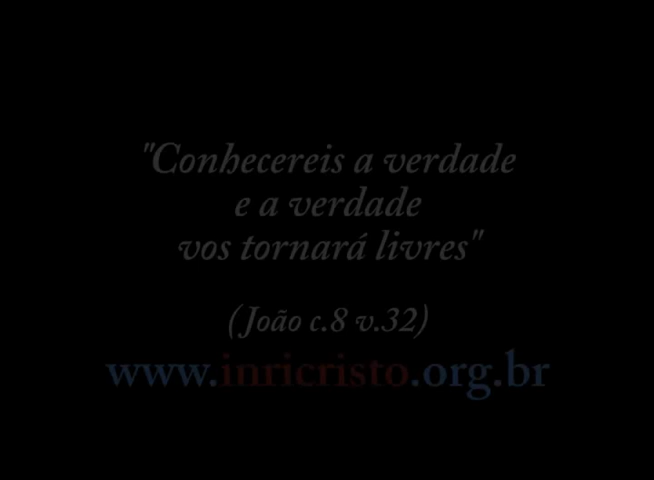 "Conhecereis a verdade
e a verdade
vos tornará livres"
(João c.8 v.32)
www.inricristo.org.br